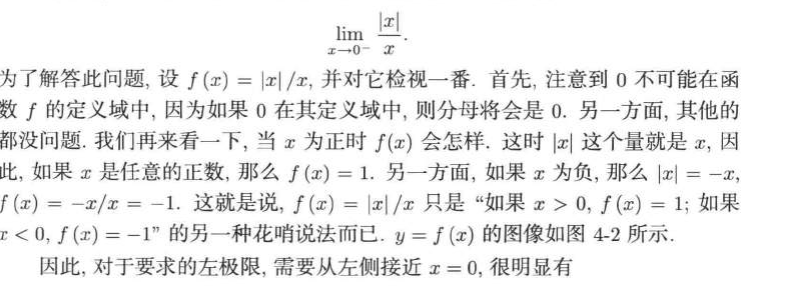 lim x→0⁻ |x|/x.
为了解答此问题, 设 f(x) = |x|/x, 并对它检视一番. 首先, 注意到 0 不可能在函
数 f 的定义域中, 因为如果 0 在其定义域中, 则分母将会是 0. 另一方面, 其他的
都没问题. 我们再来看一下, 当 x 为正时 f(x) 会怎样. 这时 |x| 这个量就是 x, 因
此, 如果 x 是任意的正数, 那么 f(x) = 1. 另一方面, 如果 x 为负, 那么 |x| = −x,
f(x) = −x/x = −1. 这就是说, f(x) = |x|/x 只是 “如果 x > 0, f(x) = 1; 如果
x < 0, f(x) = −1” 的另一种花哨说法而已. y = f(x) 的图像如图 4-2 所示.
因此, 对于要求的左极限, 需要从左侧接近 x = 0, 很明显有